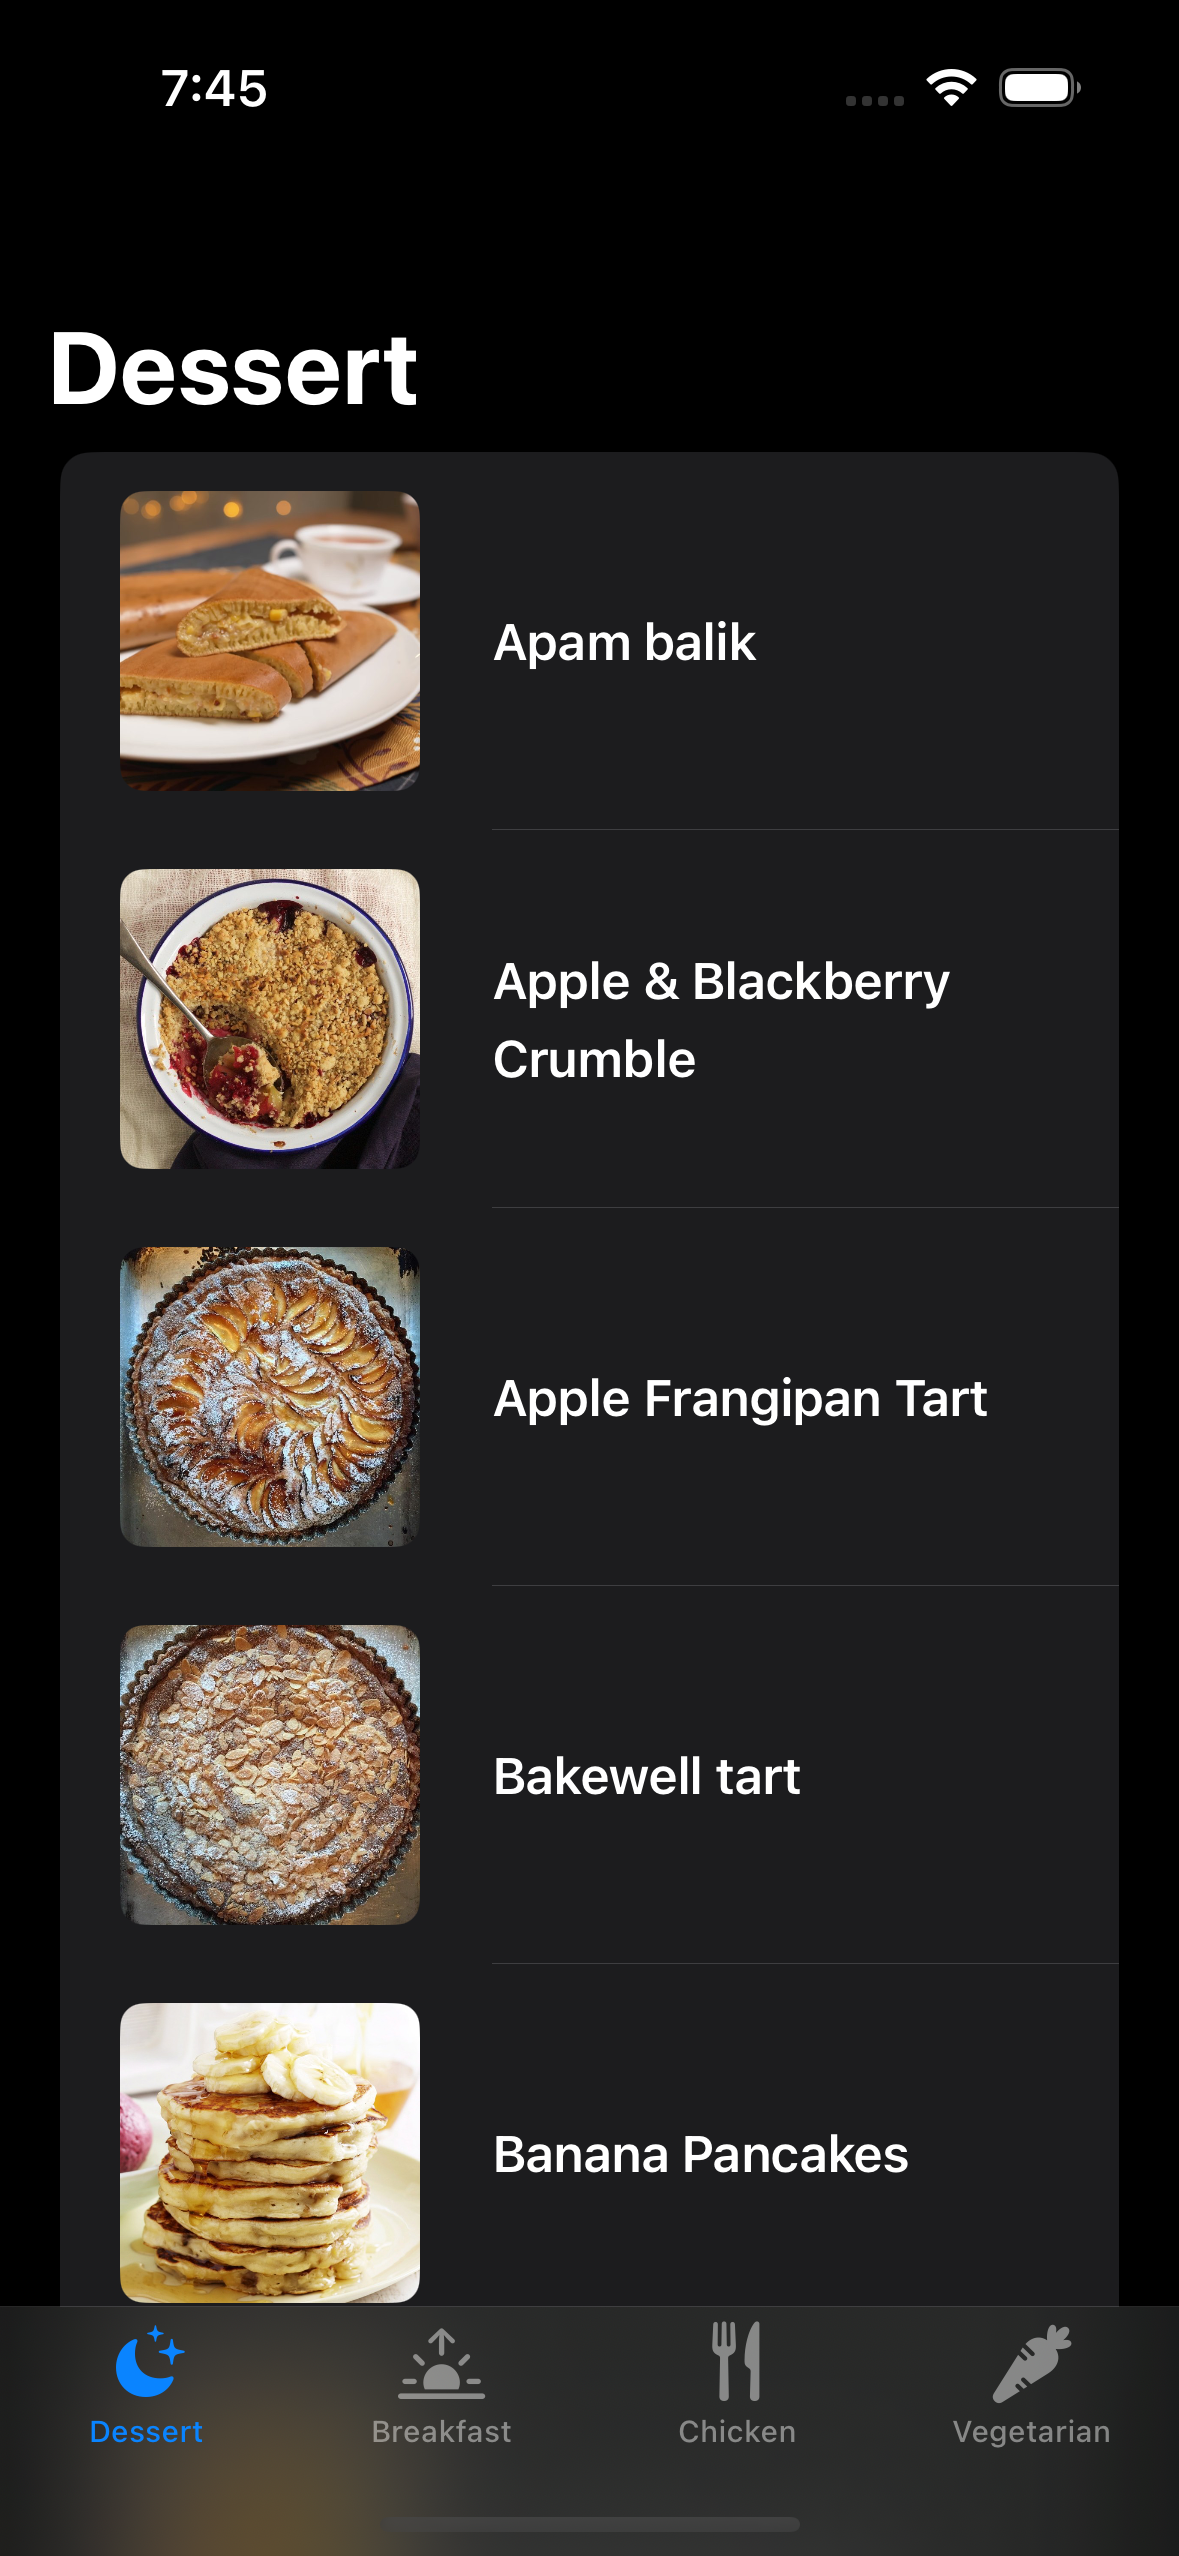 7:45
Dessert
Apam balik
Apple & Blackberry
Crumble
Apple Frangipan Tart
Bakewell tart
Banana Pancakes
Dessert
Breakfast
Chicken
Vegetarian